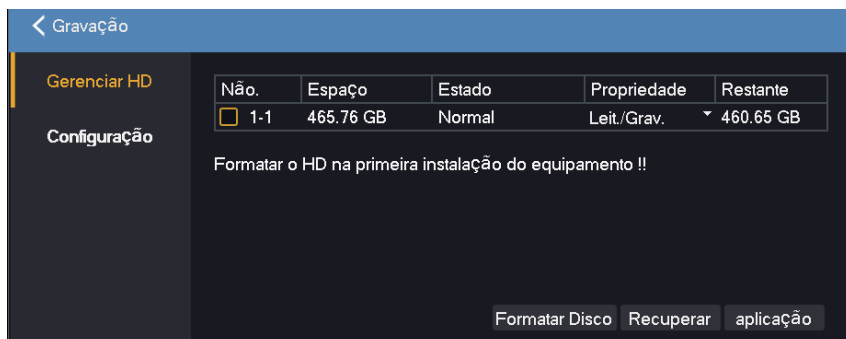 Gravação
Gerenciar HD
Configuração
Não. Espaço Estado Propriedade Restante
1-1 465.76 GB Normal Leit./Grav. 460.65 GB
Formatar o HD na primeira instalação do equipamento !!
Formatar Disco Recuperar aplicação